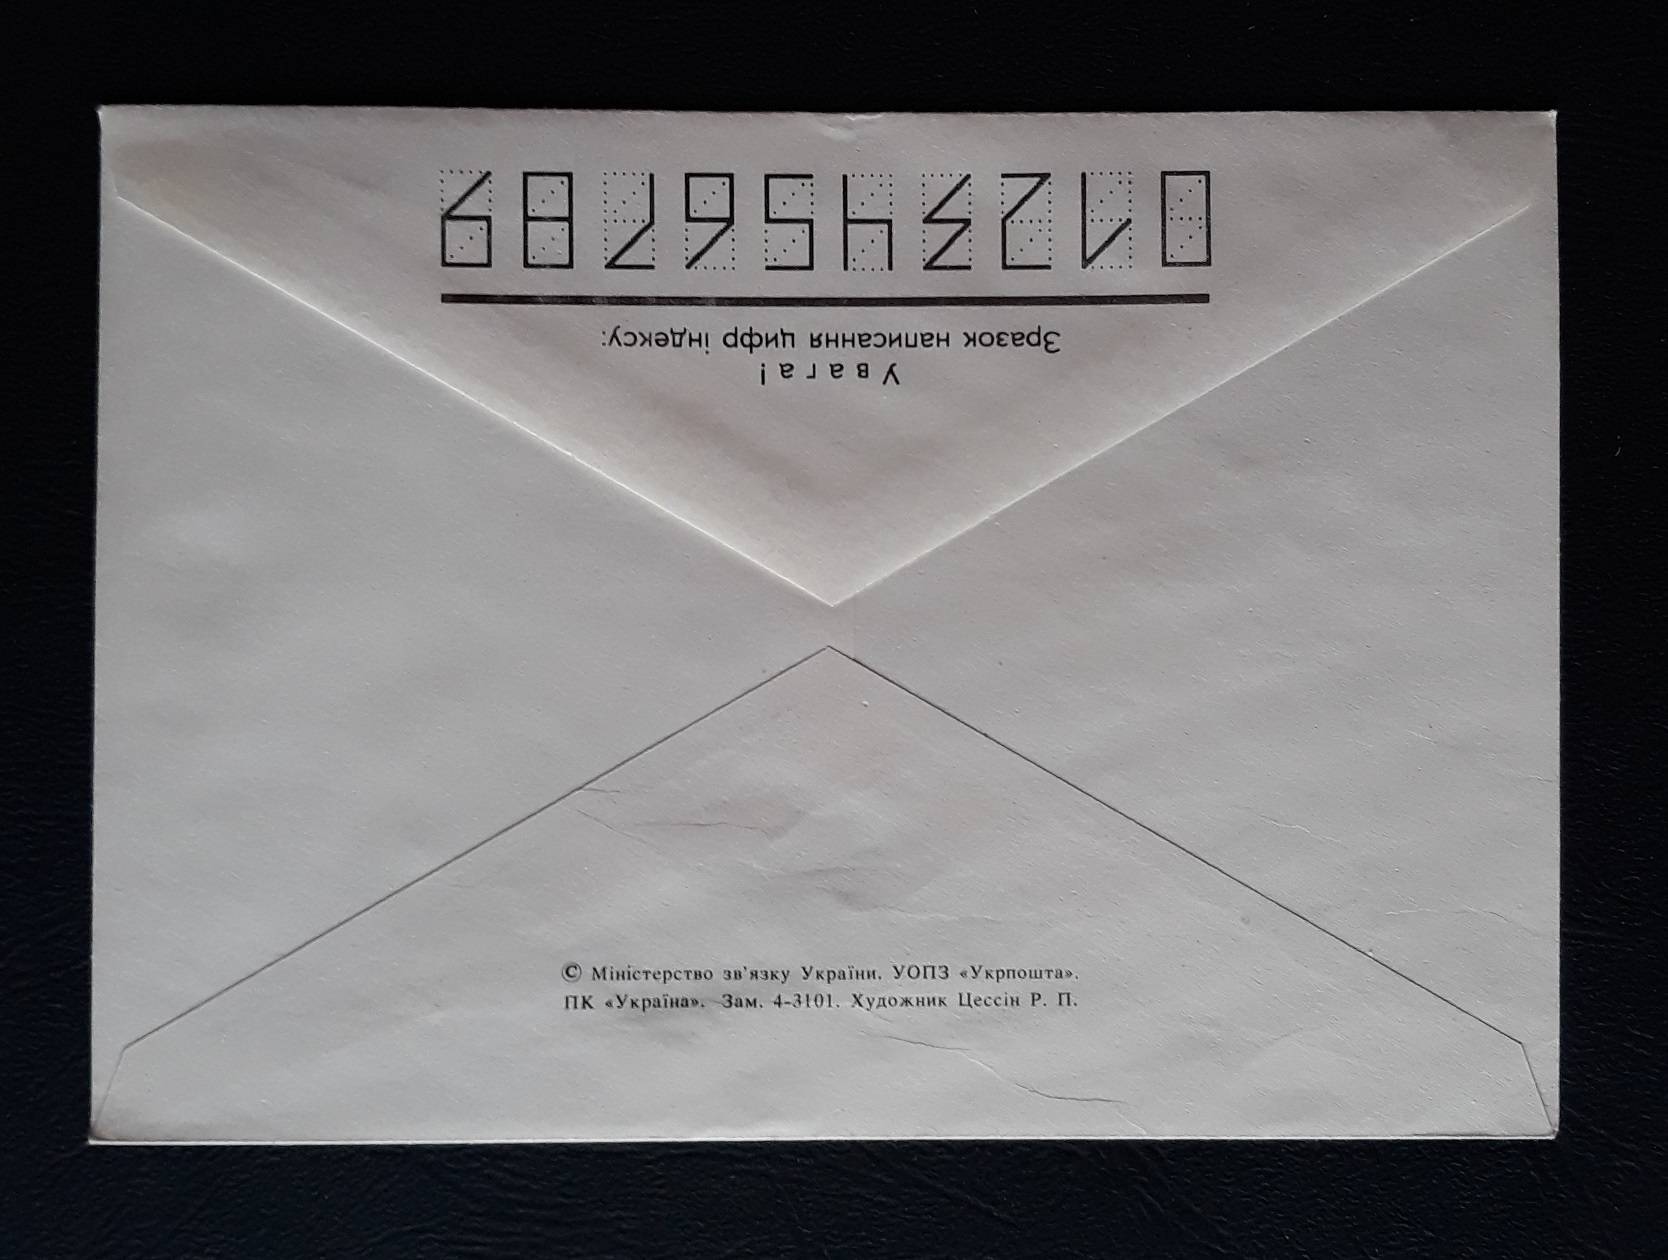 Увага!
Зразок написання цифр індексу:
0123456789
© Міністерство зв'язку України. УОПЗ «Укрпошта».
ПК «Україна». Зам. 4-3101. Художник Цессін Р. П.